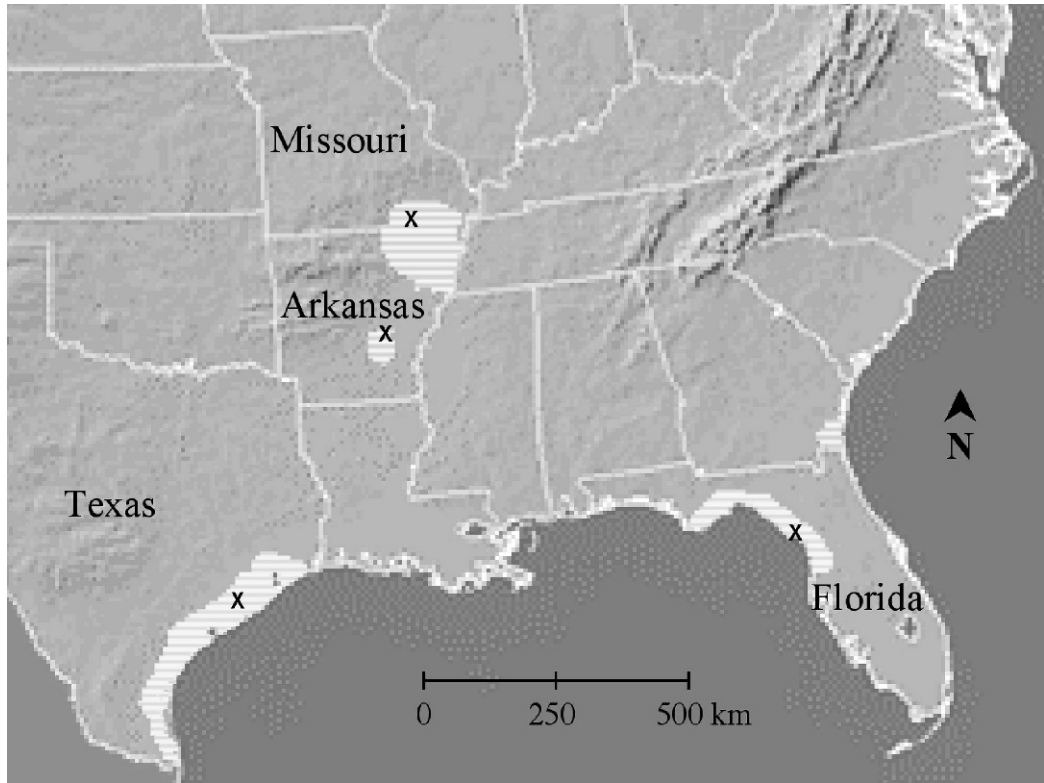 Missouri
x
Arkansas
x
N
Texas
x
x
Florida
0 250 500 km